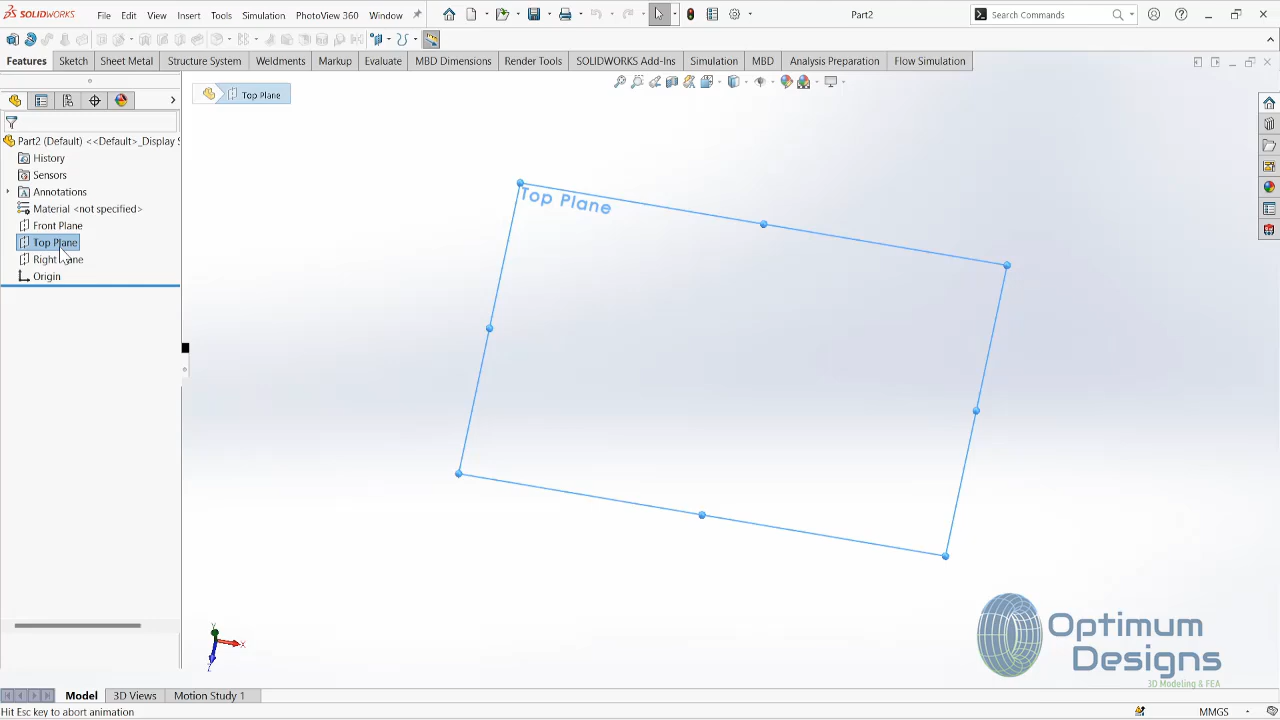 SOLIDWORKS File Edit View Insert Tools Simulation PhotoView 360 Window Part2 Search Commands
Features Sketch Sheet Metal Structure System Weldments Markup Evaluate MBD Dimensions Render Tools SOLIDWORKS Add-Ins Simulation MBD Analysis Preparation Flow Simulation
Top Plane
Part2 (Default) <<Default>_Display S
History
Sensors
Annotations
Material <not specified>
Front Plane
Top Plane
Right Plane
Origin
Top Plane
Y
X
Z
Optimum
Designs
3D Modeling & FEA
Model 3D Views Motion Study 1
Hit Esc key to abort animation MMGS